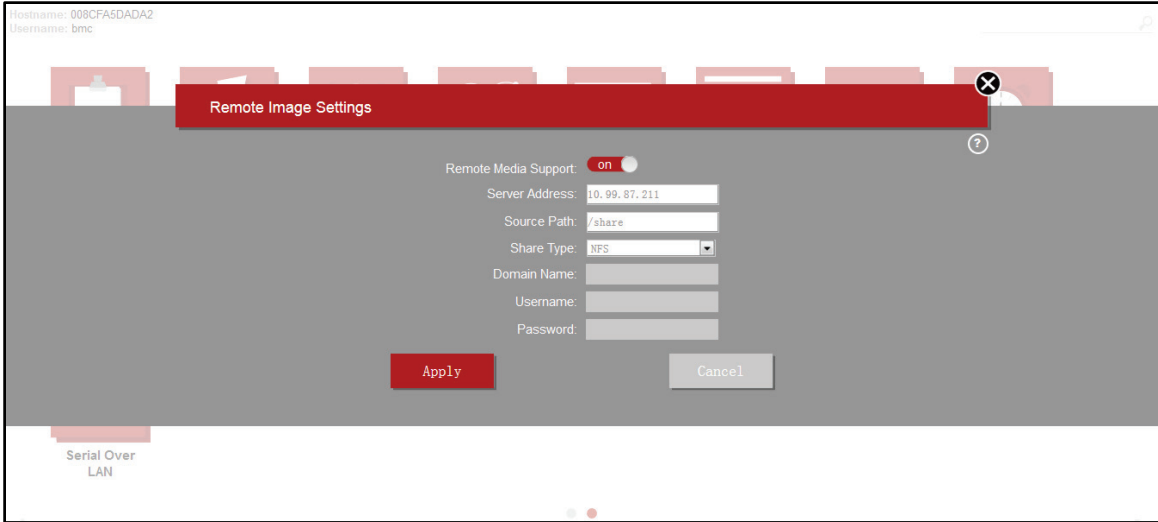 Hostname: 008CFA5DADA2
Username: bmc
Remote Image Settings
?
Remote Media Support: on
Server Address: 10.99.87.211
Source Path: /share
Share Type: NFS
Domain Name:
Username:
Password:
Apply Cancel
Serial Over
LAN